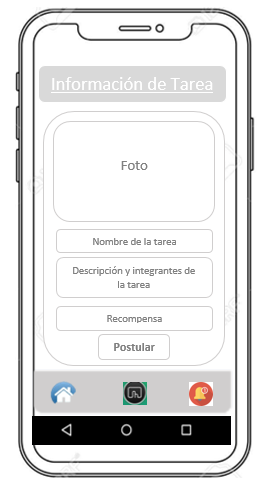 Información de Tarea
Foto
Nombre de la tarea
Descripción y integrantes de
la tarea
Recompensa
Postular